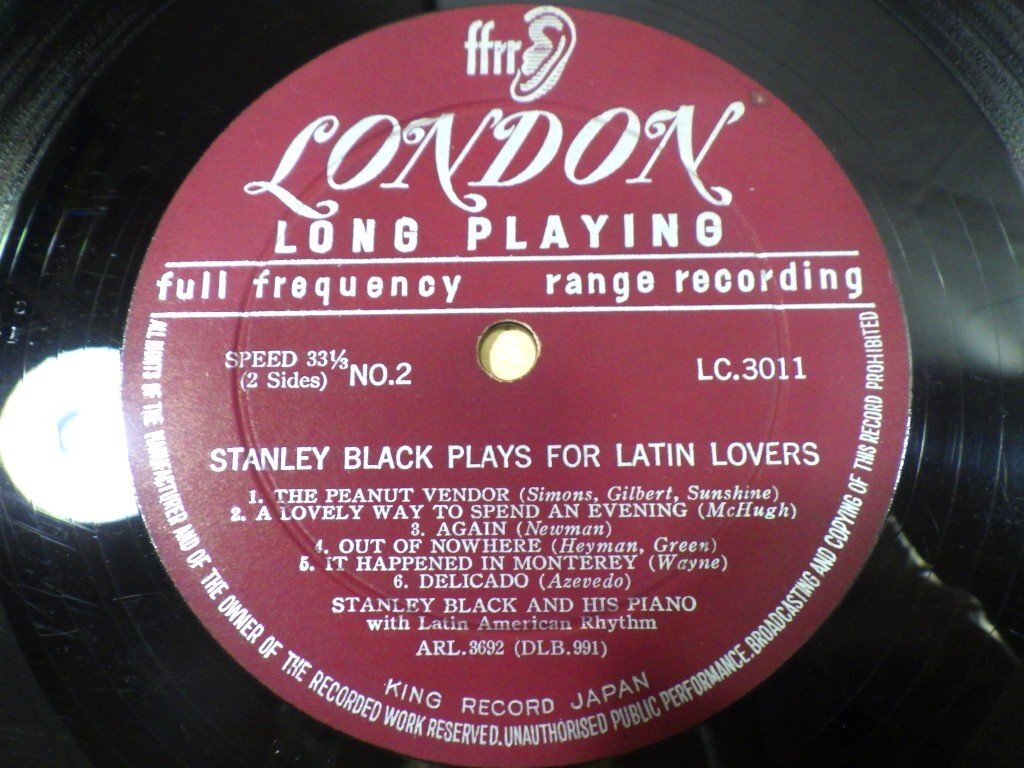 ffrr
LONDON
LONG PLAYING
full frequency range recording
SPEED 33⅓
(2 Sides) NO.2
LC.3011
STANLEY BLACK PLAYS FOR LATIN LOVERS
1. THE PEANUT VENDOR (Simons, Gilbert, Sunshine)
2. A LOVELY WAY TO SPEND AN EVENING (McHugh)
3. AGAIN (Newman)
4. OUT OF NOWHERE (Heyman, Green)
5. IT HAPPENED IN MONTEREY (Wayne)
6. DELICADO (Azevedo)
STANLEY BLACK AND HIS PIANO
with Latin American Rhythm
ARL.3692 (DLB.991)
KING RECORD JAPAN
ALL RIGHTS OF THE MANUFACTURER AND OF THE OWNER OF THE RECORDED WORK RESERVED. UNAUTHORISED PUBLIC PERFORMANCE. BROADCASTING AND COPYING OF THIS RECORD PROHIBITED